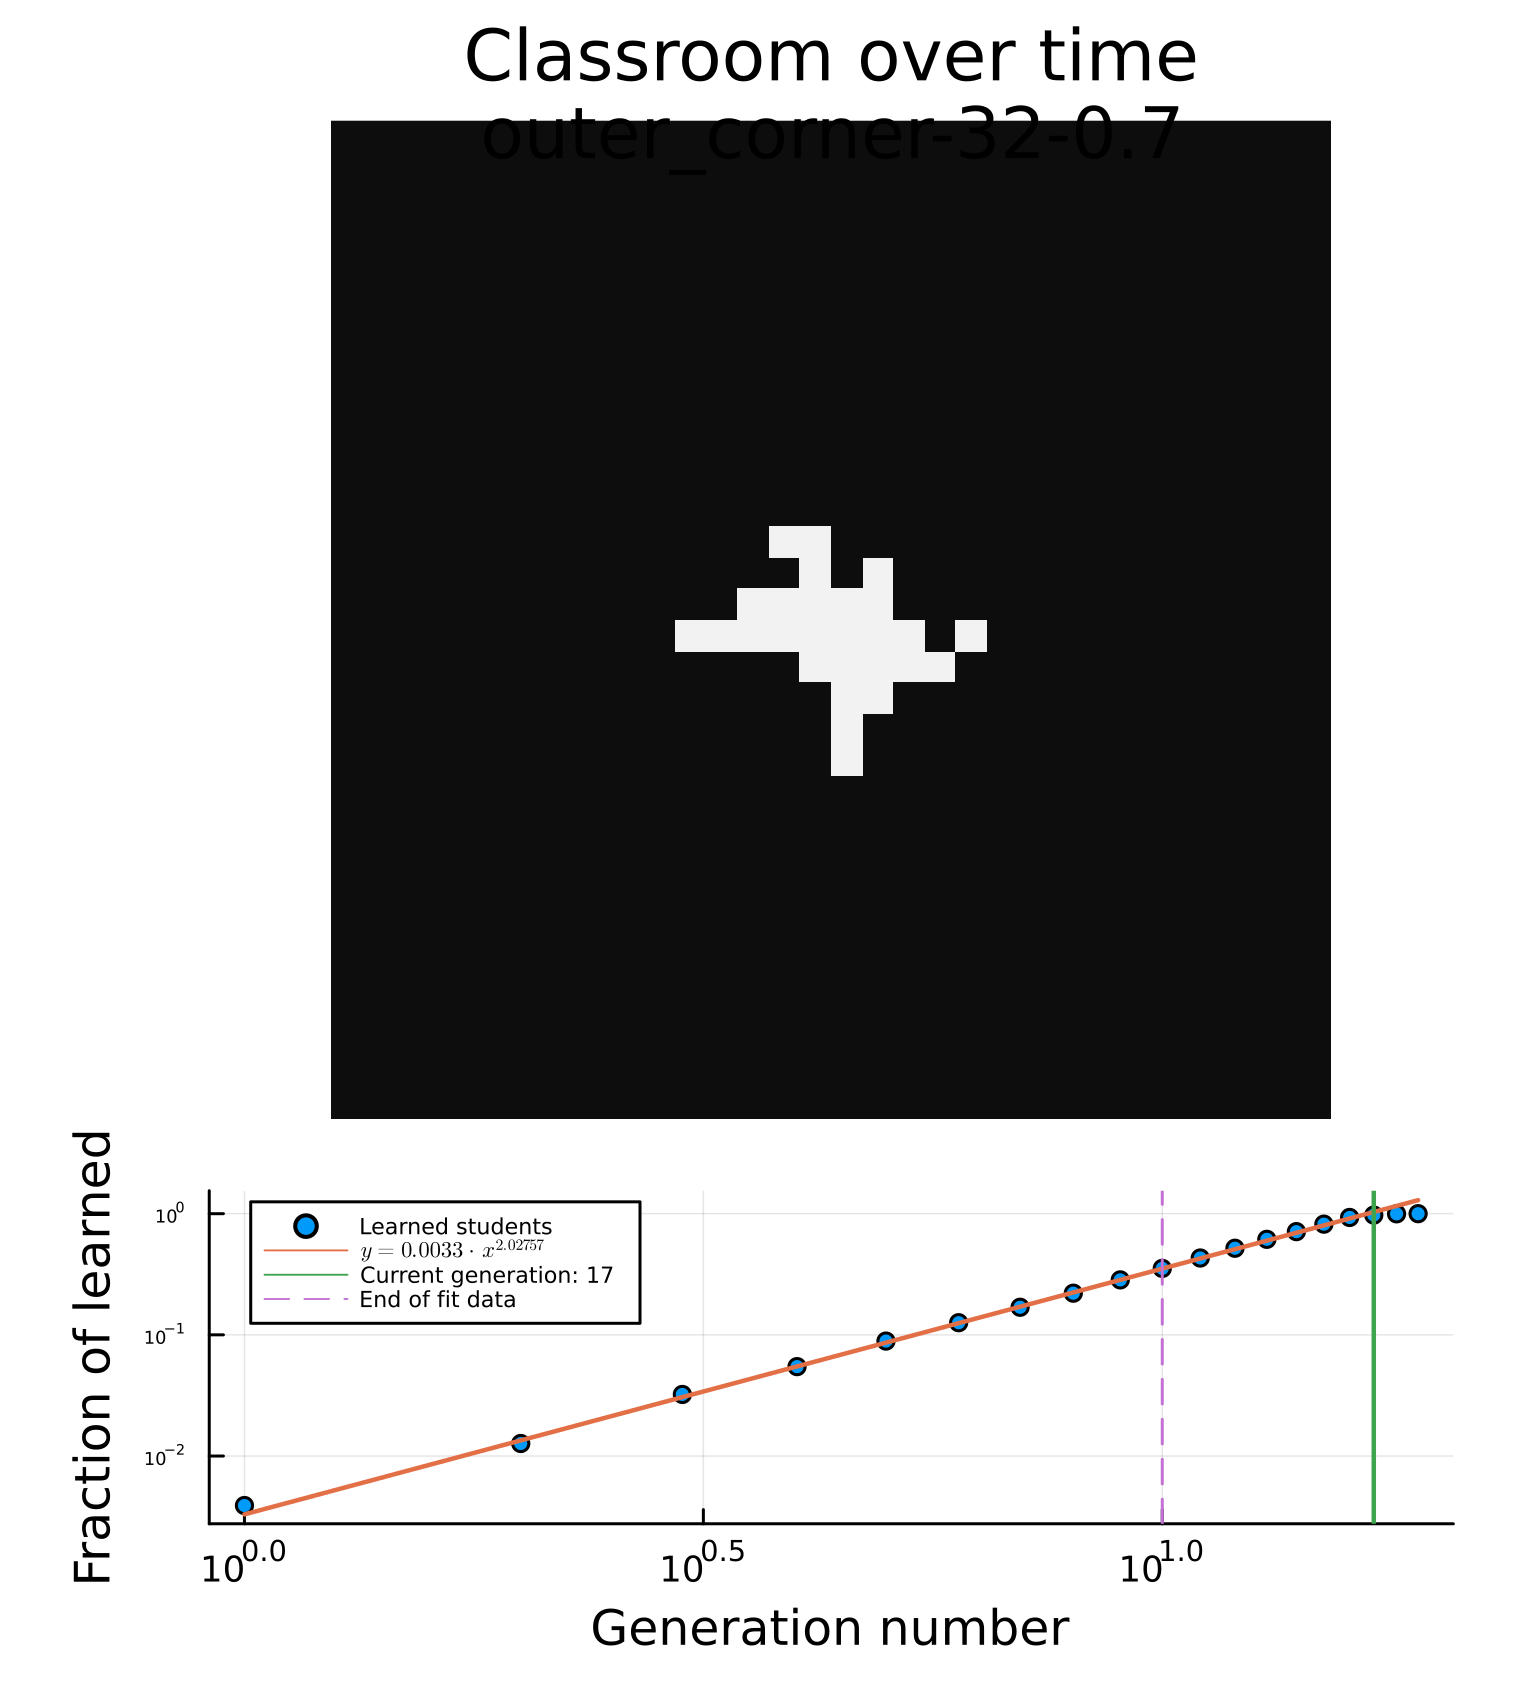 Classroom over time
outer_corner-32-0.7
Fraction of learned
10^0
10^−1
10^−2
Learned students
y = 0.0033 · x^2.02757
Current generation: 17
End of fit data
10^0.0
10^0.5
10^1.0
Generation number